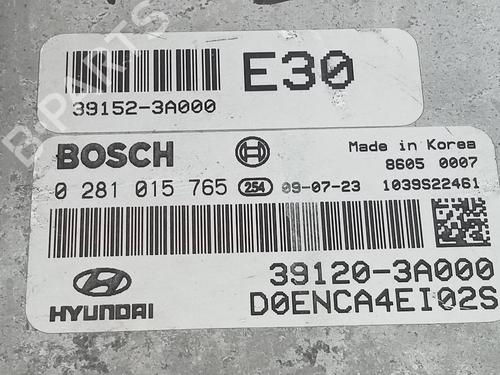 E30
39152-3A000
BOSCH
Made in Korea
8605 0007
0 281 015 765 254 09-07-23 1039S22461
39120-3A000
HYUNDAI
D0ENCA4EI02S
B-PARTS